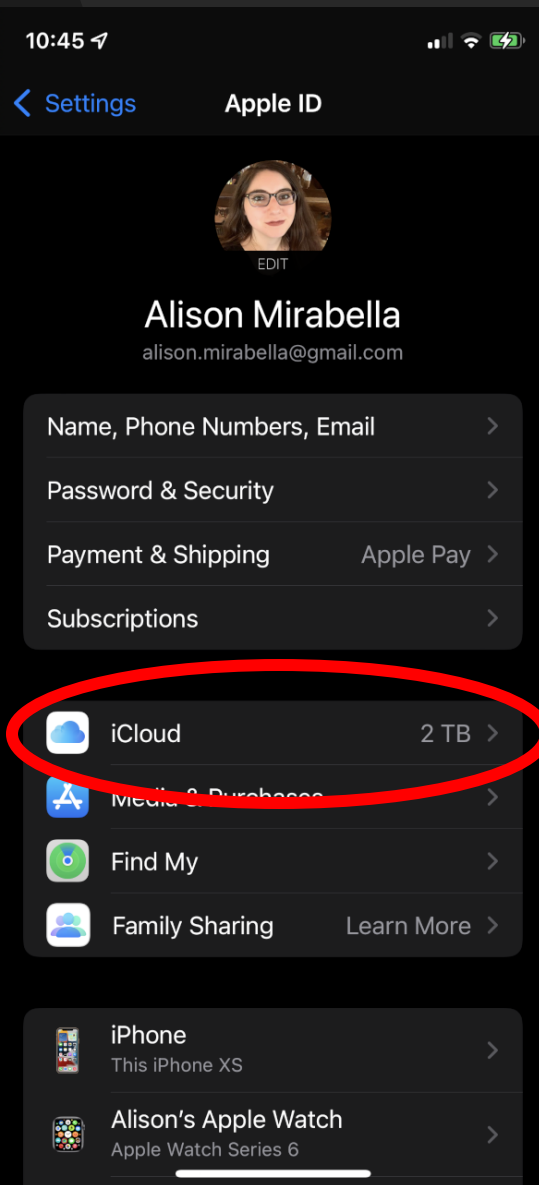 10:45
Settings
Apple ID
EDIT
Alison Mirabella
alison.mirabella@gmail.com
Name, Phone Numbers, Email
Password & Security
Payment & Shipping Apple Pay
Subscriptions
iCloud 2 TB
Media & Purchases
Find My
Family Sharing Learn More
iPhone
This iPhone XS
Alison’s Apple Watch
Apple Watch Series 6